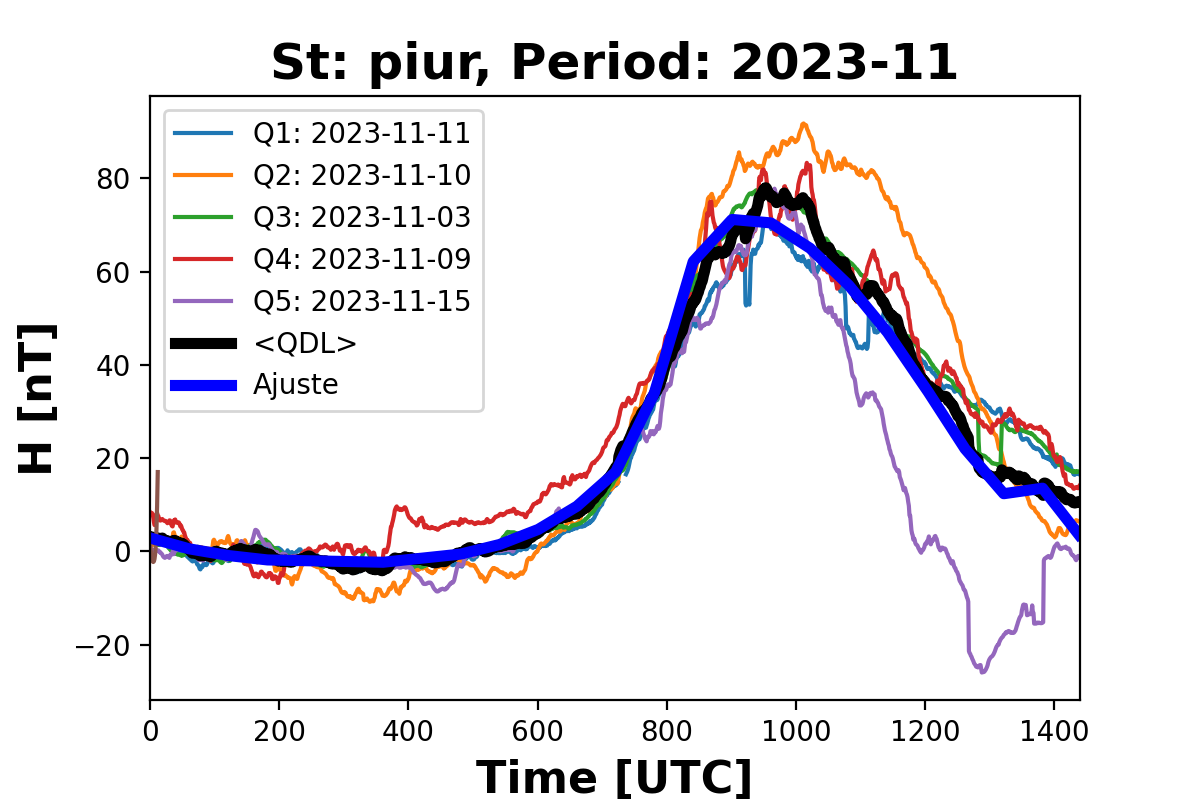 St: piur, Period: 2023-11
Q1: 2023-11-11
Q2: 2023-11-10
Q3: 2023-11-03
Q4: 2023-11-09
Q5: 2023-11-15
<QDL>
Ajuste
H [nT]
80
60
40
20
0
−20
0 200 400 600 800 1000 1200 1400
Time [UTC]